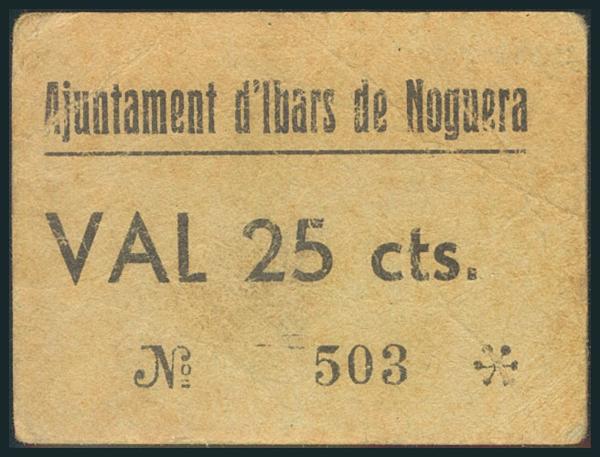 Ajuntament d'Ibars de Noguera
VAL 25 cts.
Nº 503